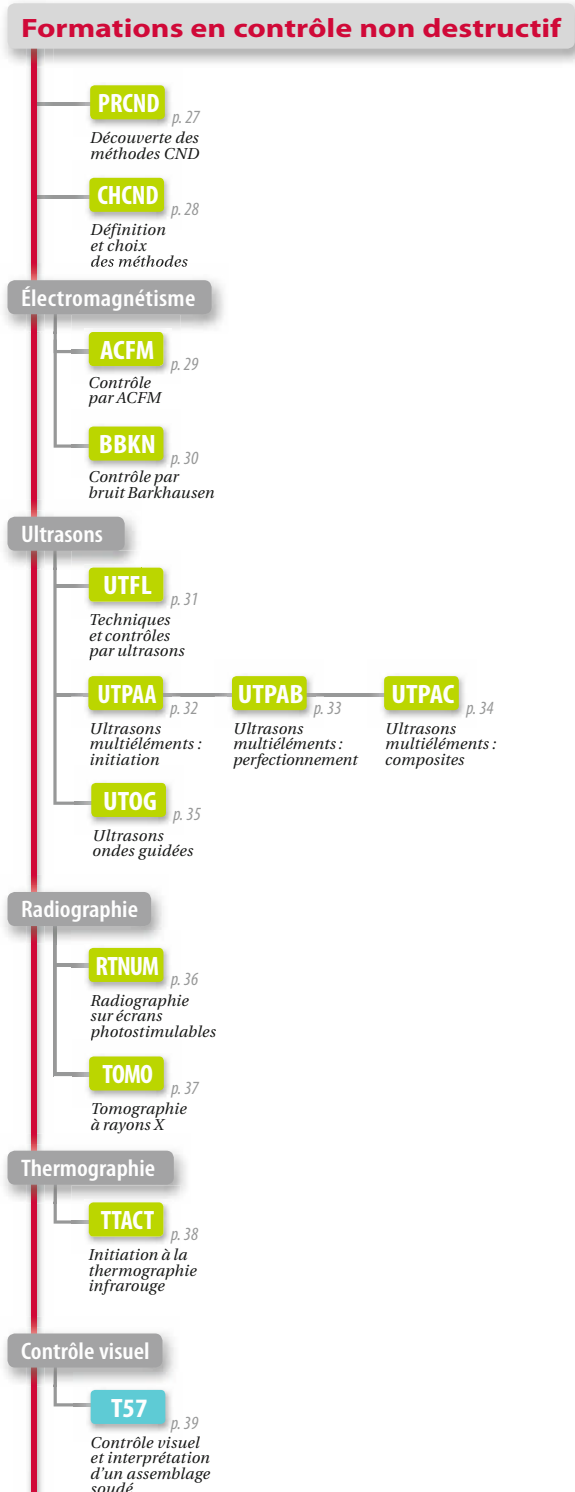 Formations en contrôle non destructif
PRCND
p. 27
Découverte des
méthodes CND
CHCND
p. 28
Définition
et choix
des méthodes
Électromagnétisme
ACFM
p. 29
Contrôle
par ACFM
BBKN
p. 30
Contrôle par
bruit Barkhausen
Ultrasons
UTFL
p. 31
Techniques
et contrôles
par ultrasons
UTPAA
p. 32
Ultrasons
multiéléments :
initiation
UTPAB
p. 33
Ultrasons
multiéléments :
perfectionnement
UTPAC
p. 34
Ultrasons
multiéléments :
composites
UTOG
p. 35
Ultrasons
ondes guidées
Radiographie
RTNUM
p. 36
Radiographie
sur écrans
photostimulables
TOMO
p. 37
Tomographie
à rayons X
Thermographie
TTACT
p. 38
Initiation à la
thermographie
infrarouge
Contrôle visuel
T57
p. 39
Contrôle visuel
et interprétation
d'un assemblage
soudé